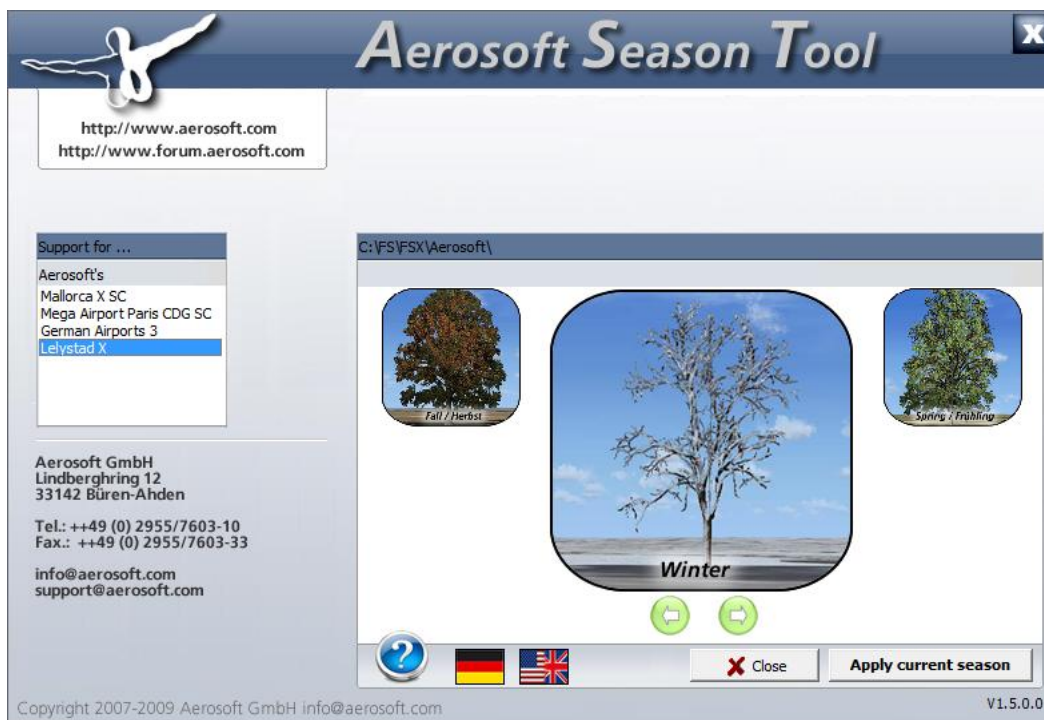 Aerosoft Season Tool
X
http://www.aerosoft.com
http://www.forum.aerosoft.com
Support for ...
Aerosoft's
Mallorca X SC
Mega Airport Paris CDG SC
German Airports 3
Lelystad X
Aerosoft GmbH
Lindberghring 12
33142 Büren-Ahden
Tel.: ++49 (0) 2955/7603-10
Fax.: ++49 (0) 2955/7603-33
info@aerosoft.com
support@aerosoft.com
C:\FS\FSX\Aerosoft\
Fall / Herbst
Winter
Spring / Frühling
?
Close
Apply current season
Copyright 2007-2009 Aerosoft GmbH info@aerosoft.com
V1.5.0.0